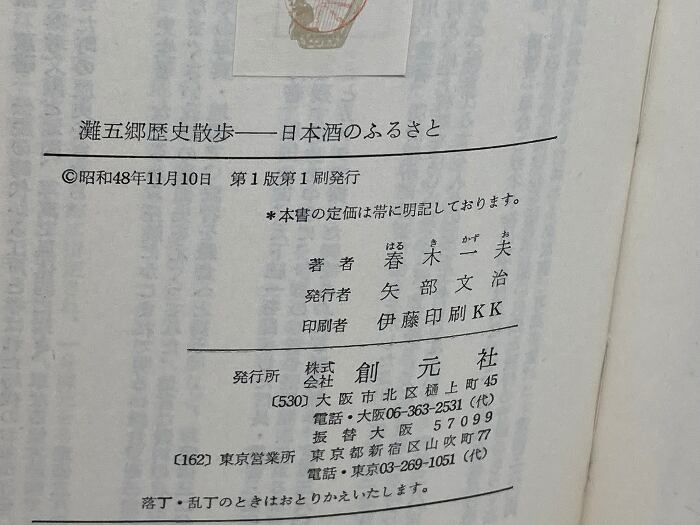 灘五郷歴史散歩――日本酒のふるさと
©昭和48年11月10日 第1版第1刷発行
＊本書の定価は帯に明記しております。
はる き かず お
著者 春木一夫
発行者 矢部文治
印刷者 伊藤印刷KK
発行所 株式会社 創元社
〔530〕大阪市北区樋上町45
電話・大阪06-363-2531（代）
振替大阪 57099
〔162〕東京営業所 東京都新宿区山吹町77
電話・東京03-269-1051（代）
落丁・乱丁のときはおとりかえいたします。